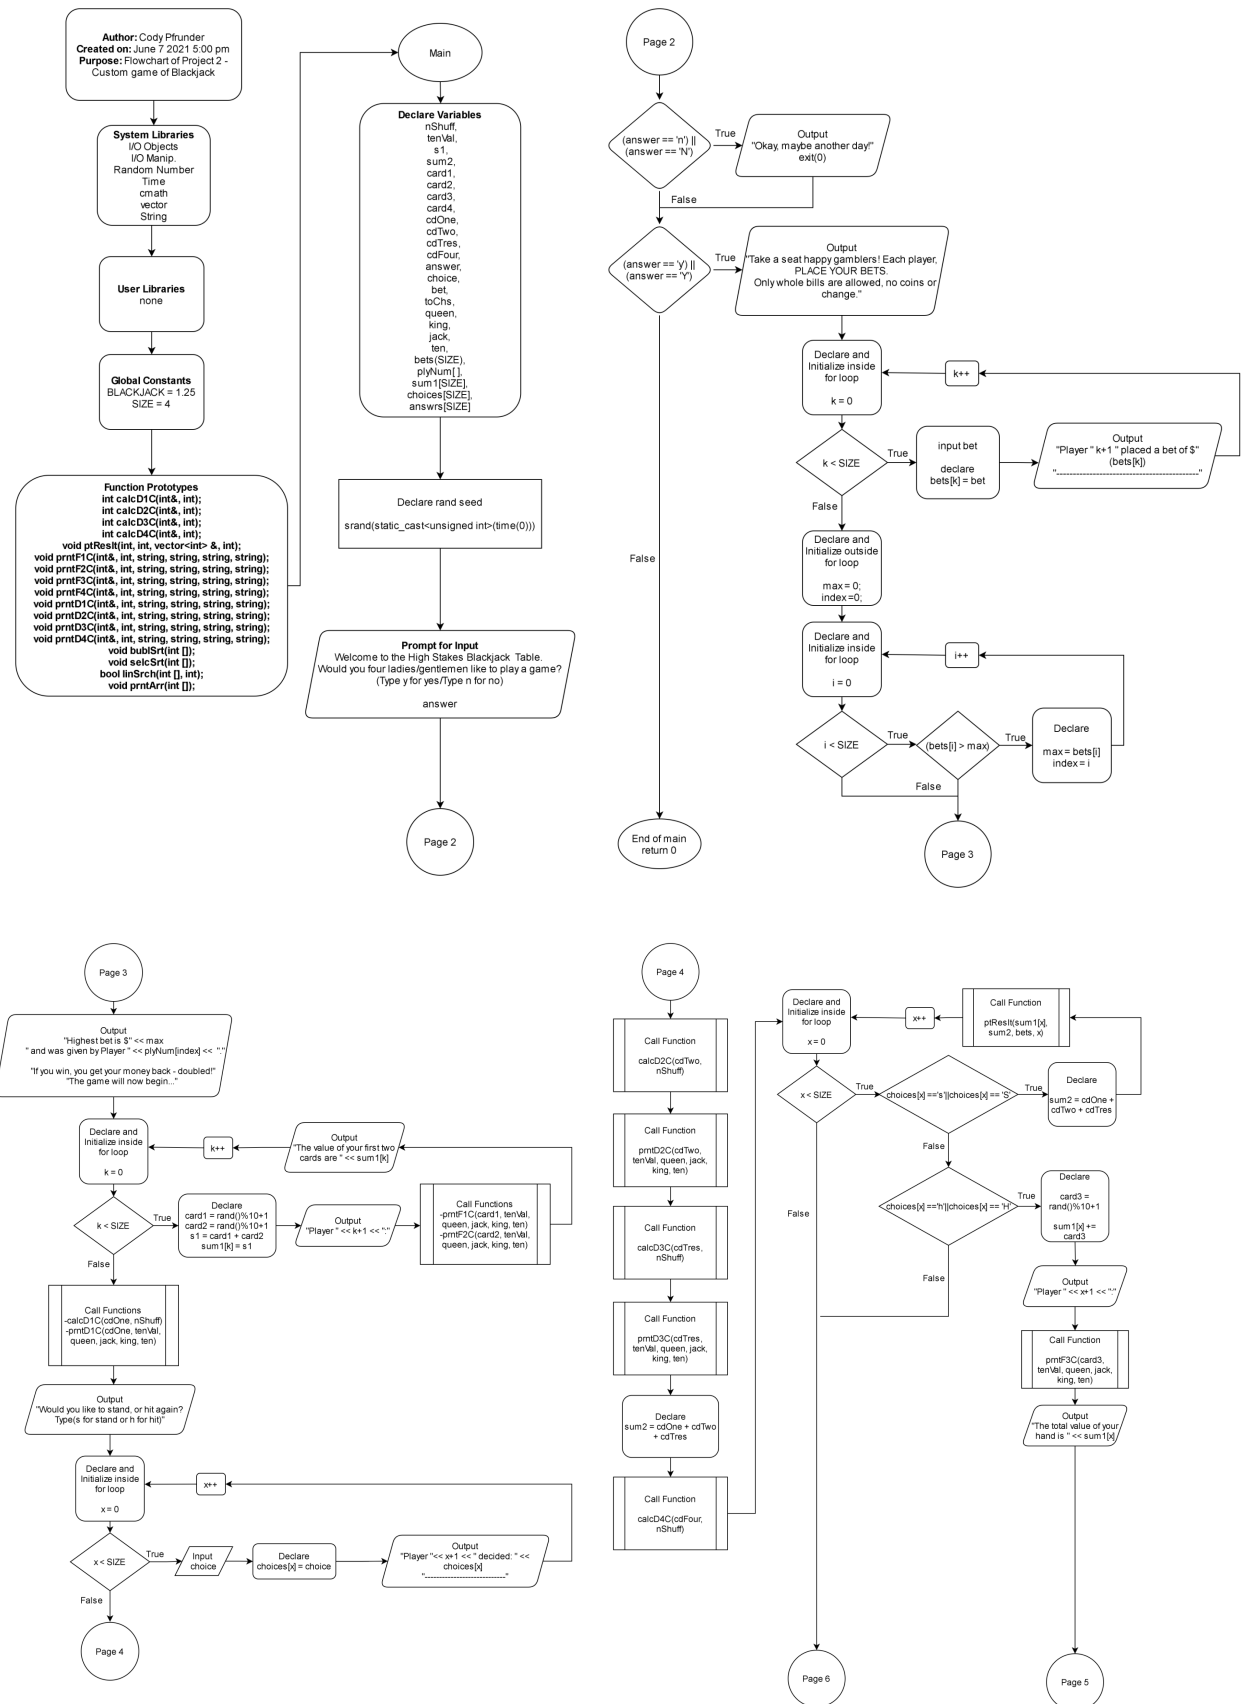 Author: Cody Pfrunder
Created on: June 7 2021 5:00 pm
Purpose: Flowchart of Project 2 -
Custom game of Blackjack
System Libraries
I/O Objects
I/O Manip.
Random Number
Time
cmath
vector
String
User Libraries
none
Global Constants
BLACKJACK = 1.25
SIZE = 4
Function Prototypes
int calcD1C(int&, int);
int calcD2C(int&, int);
int calcD3C(int&, int);
int calcD4C(int&, int);
void ptReslt(int, int, vector<int> &, int);
void prntF1C(int&, int, string, string, string, string);
void prntF2C(int&, int, string, string, string, string);
void prntF3C(int&, int, string, string, string, string);
void prntF4C(int&, int, string, string, string, string);
void prntD1C(int&, int, string, string, string, string);
void prntD2C(int&, int, string, string, string, string);
void prntD3C(int&, int, string, string, string, string);
void prntD4C(int&, int, string, string, string, string);
void bublSrt(int []);
void selcSrt(int []);
bool linSrch(int [], int);
void prntArr(int []);
Main
Declare Variables
nShuff,
tenVal,
s1,
sum2,
card1,
card2,
card3,
card4,
cdOne,
cdTwo,
cdTres,
cdFour,
answer,
choice,
bet,
toChs,
queen,
king,
jack,
ten,
bets(SIZE),
plyNum[ ],
sum1[SIZE],
choices[SIZE],
answrs[SIZE]
Declare rand seed
srand(static_cast<unsigned int>(time(0)))
Prompt for Input
Welcome to the High Stakes Blackjack Table.
Would you four ladies/gentlemen like to play a game?
(Type y for yes/Type n for no)
answer
Page 2
Page 2
(answer == 'n') ||
(answer == 'N')
True
Output
"Okay, maybe another day!"
exit(0)
False
(answer == 'y') ||
(answer == 'Y')
True
Output
"Take a seat happy gamblers! Each player,
PLACE YOUR BETS.
Only whole bills are allowed, no coins or
change."
Declare and
Initialize inside
for loop
k = 0
k++
k < SIZE
True
input bet
declare
bets[k] = bet
Output
"Player " k+1 " placed a bet of $"
(bets[k])
"------------------------------------------------"
False
Declare and
Initialize outside
for loop
max = 0;
index =0;
False
Declare and
Initialize inside
for loop
i = 0
i++
i < SIZE
True
(bets[i] > max)
True
Declare
max = bets[i]
index = i
False
End of main
return 0
Page 3
Page 3
Output
"Highest bet is $" << max
" and was given by Player " << plyNum[index] << "."
"If you win, you get your money back - doubled!"
"The game will now begin..."
Declare and
Initialize inside
for loop
k = 0
k++
Output
"The value of your first two
cards are " << sum1[k]
k < SIZE
True
Declare
card1 = rand()%10+1
card2 = rand()%10+1
s1 = card1 + card2
sum1[k] = s1
Output
"Player " << k+1 << ":"
Call Functions
-prntF1C(card1, tenVal,
queen, jack, king, ten)
-prntF2C(card2, tenVal,
queen, jack, king, ten)
False
Call Functions
-calcD1C(cdOne, nShuff)
-prntD1C(cdOne, tenVal,
queen, jack, king, ten)
Output
"Would you like to stand, or hit again?
Type(s for stand or h for hit)"
Declare and
Initialize inside
for loop
x = 0
x++
x < SIZE
True
Input
choice
Declare
choices[x] = choice
Output
"Player "<< x+1 << " decided: " <<
choices[x]
"----------------------------"
False
Page 4
Page 4
Call Function
calcD2C(cdTwo,
nShuff)
Call Function
prntD2C(cdTwo,
tenVal, queen, jack,
king, ten)
Call Function
calcD3C(cdTres,
nShuff)
Call Function
prntD3C(cdTres,
tenVal, queen, jack,
king, ten)
Declare
sum2 = cdOne + cdTwo
+ cdTres
Call Function
calcD4C(cdFour,
nShuff)
Declare and
Initialize inside
for loop
x = 0
x++
Call Function
ptReslt(sum1[x],
sum2, bets, x)
x < SIZE
True
choices[x] =='s'||choices[x] == 'S'
True
Declare
sum2 = cdOne +
cdTwo + cdTres
False
choices[x] =='h'||choices[x] == 'H'
True
Declare
card3 =
rand()%10+1
sum1[x] +=
card3
False
False
Output
"Player " << x+1 << ":"
Call Function
prntF3C(card3,
tenVal, queen, jack,
king, ten)
Output
"The total value of your
hand is " << sum1[x]
Page 6
Page 5